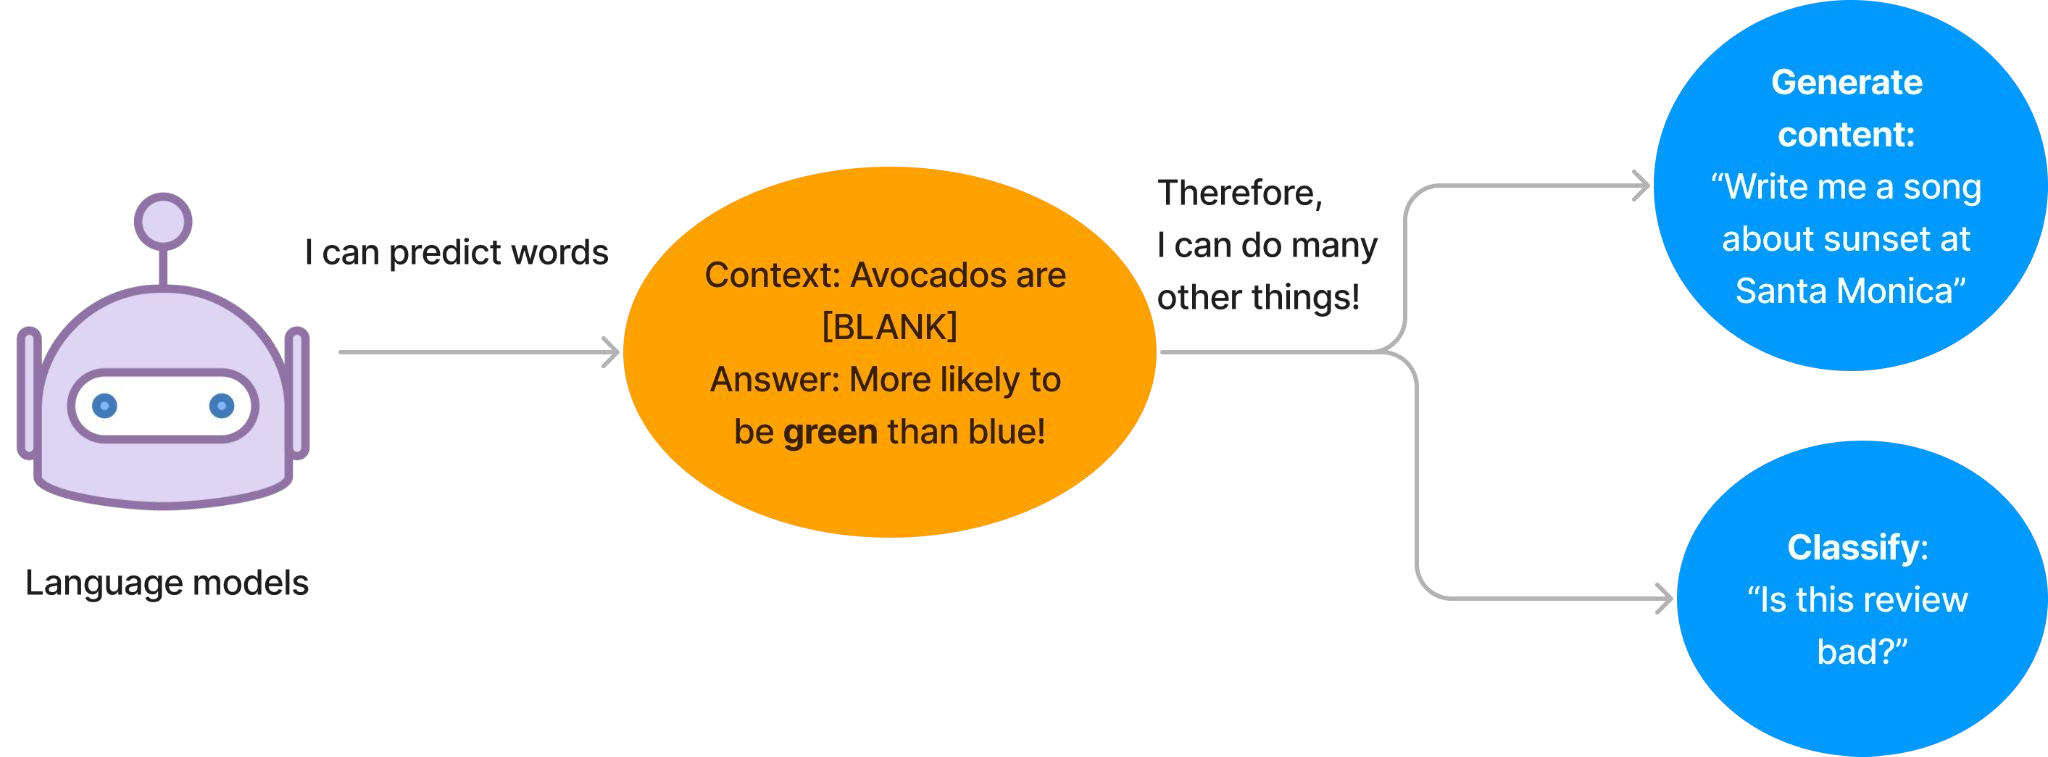 Language models
I can predict words
Context: Avocados are
[BLANK]
Answer: More likely to
be green than blue!
Therefore,
I can do many
other things!
Generate
content:
“Write me a song
about sunset at
Santa Monica”
Classify:
“Is this review
bad?”